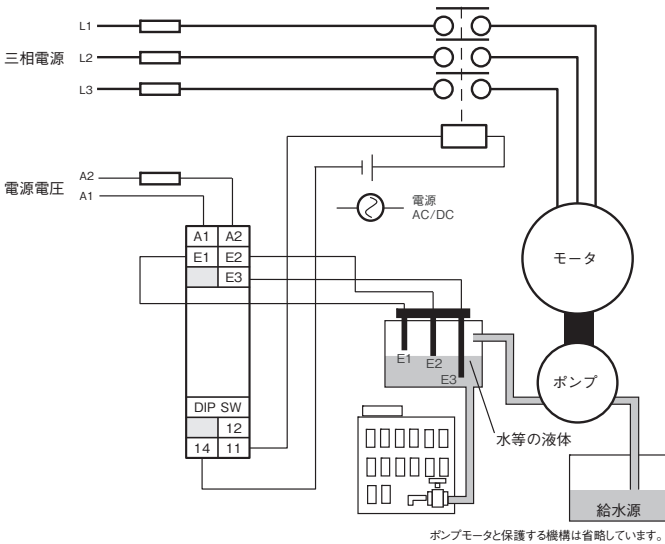 L1
三相電源 L2
L3
A2
電源電圧
A1
電源
AC/DC
A1 A2
E1 E2
E3
モータ
E1
E2
E3
ポンプ
DIP SW
12
14 11
水等の液体
給水源
ポンプモータと保護する機構は省略しています。